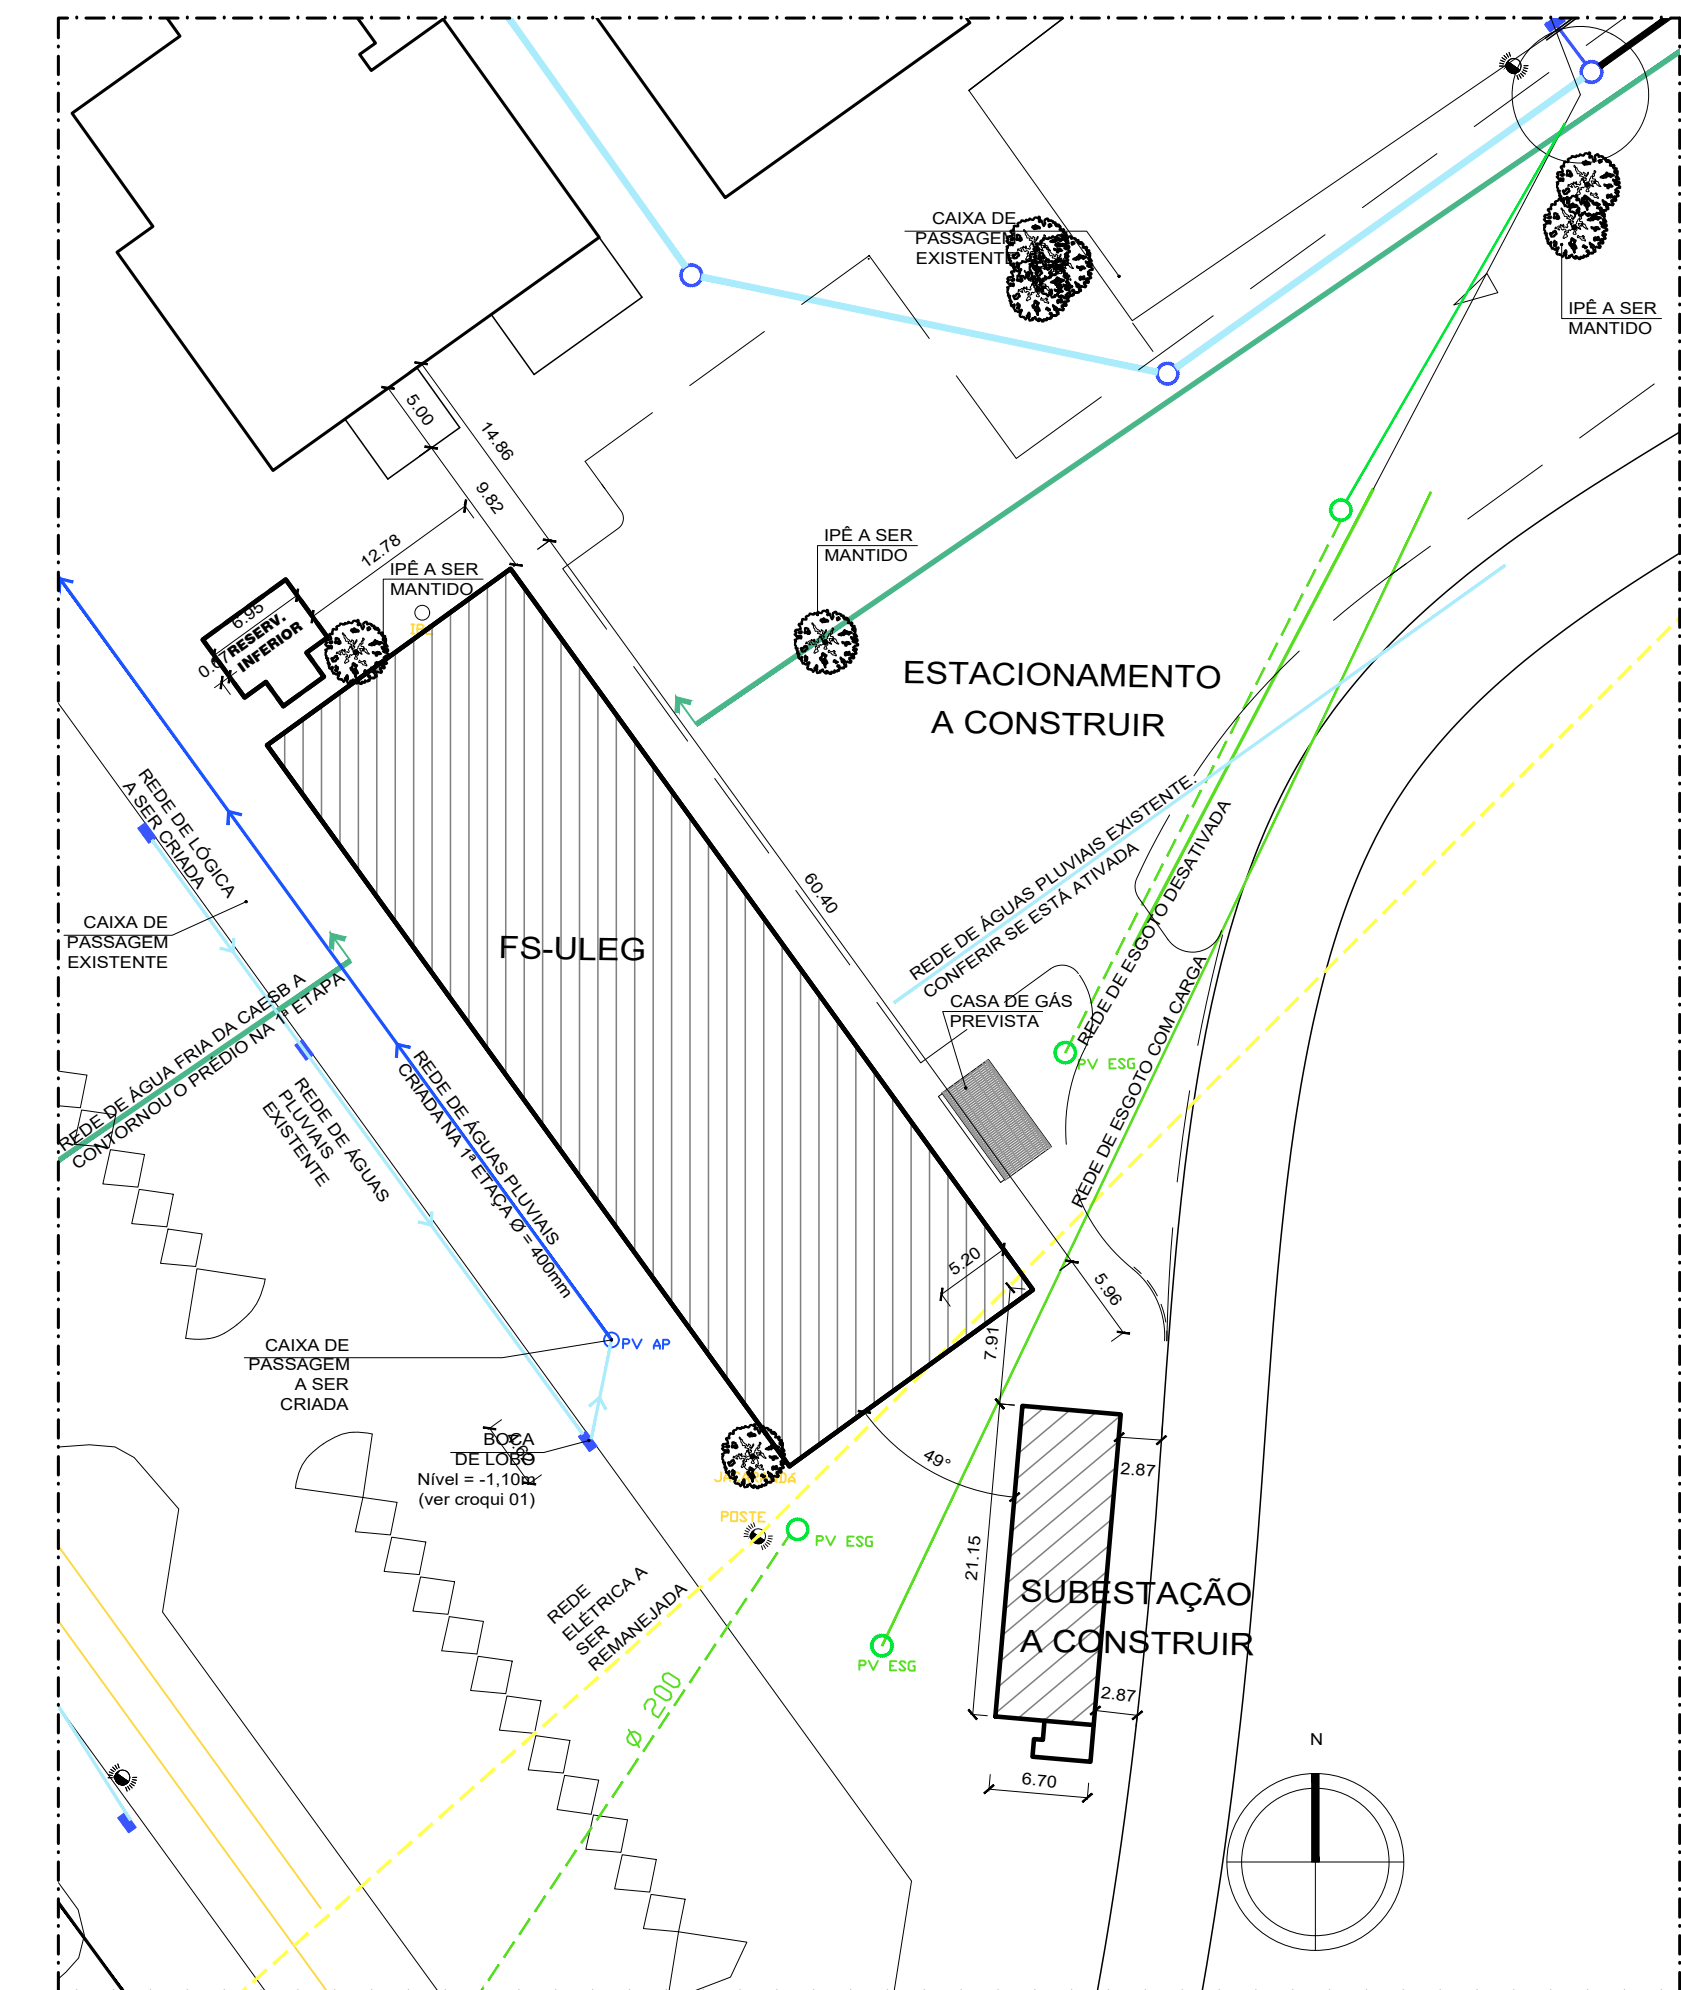 CAIXA DE
PASSAGEM
EXISTENTE
IPÊ A SER
MANTIDO
5.00
14.86
9.82
12.78
IPÊ A SER
MANTIDO
IPÊ A SER
MANTIDO
6.95
RESERV.
INFERIOR
ESTACIONAMENTO
A CONSTRUIR
REDE DE LÓGICA
A SER CRIADA
CAIXA DE
PASSAGEM
EXISTENTE
FS-ULEG
60.40
REDE DE ÁGUAS PLUVIAIS EXISTENTE.
CONFERIR SE ESTÁ ATIVADA
REDE DE ESGOTO DESATIVADA
REDE DE ESGOTO COM CARGA
CASA DE GÁS
PREVISTA
PV ESG
REDE DE ÁGUA FRIA DA CAESB A
CONTORNOU O PRÉDIO NA 1ª ETAPA
REDE DE ÁGUAS
PLUVIAIS
EXISTENTE
REDE DE ÁGUAS PLUVIAIS
CRIADA NA 1ª ETAÇA Ø = 400mm
5.20
5.96
7.91
PV AP
CAIXA DE
PASSAGEM
A SER
CRIADA
BOCA
DE LOBO
Nível = -1,10m
(ver croqui 01)
JACARANDÁ
POSTE
PV ESG
49°
2.87
21.15
SUBESTAÇÃO
A CONSTRUIR
REDE
ELÉTRICA A
SER
REMANEJADA
PV ESG
Ø 200
2.87
6.70
N